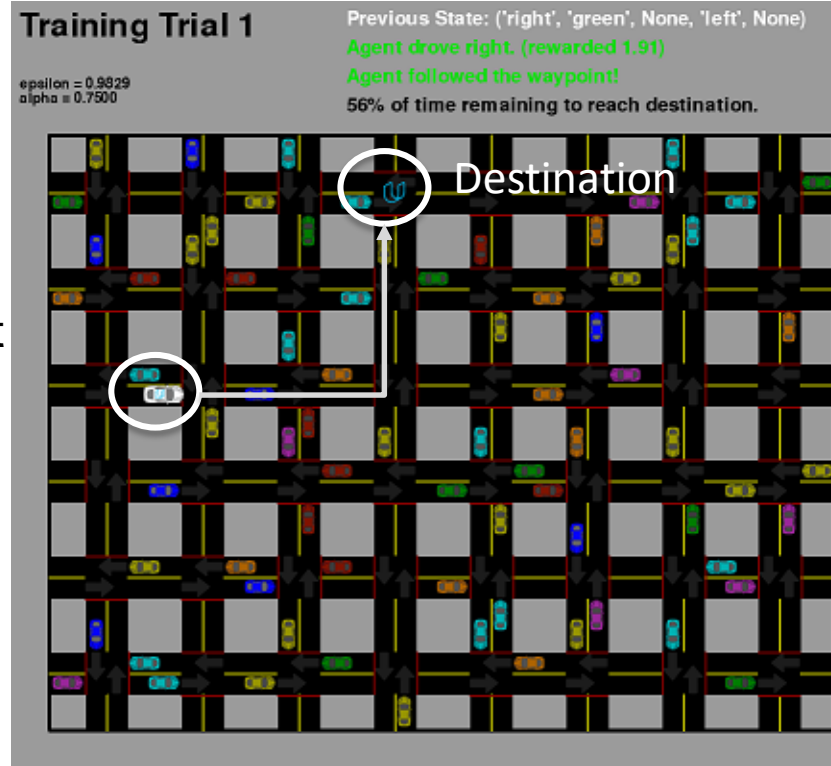 Training Trial 1
Previous State: ('right', 'green', None, 'left', None)
Agent drove right. (rewarded 1.91)
Agent followed the waypoint!
56% of time remaining to reach destination.
epsilon = 0.9829
alpha = 0.7500
Destination